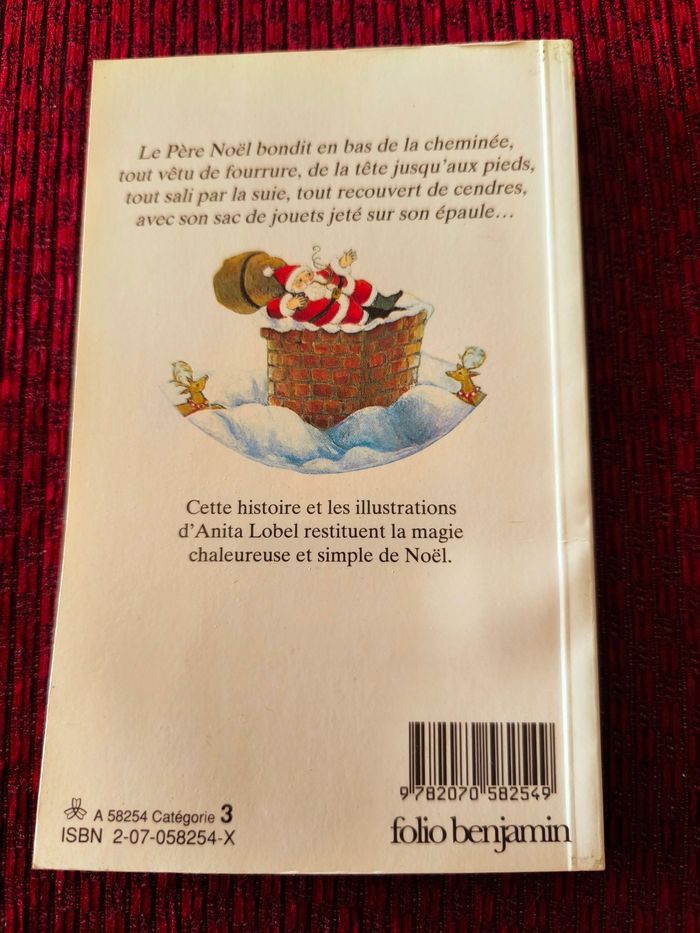 Le Père Noël bondit en bas de la cheminée,
tout vêtu de fourrure, de la tête jusqu'aux pieds,
tout sali par la suie, tout recouvert de cendres,
avec son sac de jouets jeté sur son épaule…
Cette histoire et les illustrations
d'Anita Lobel restituent la magie
chaleureuse et simple de Noël.
9 782070 582549
A 58254 Catégorie 3
ISBN 2-07-058254-X
folio benjamin